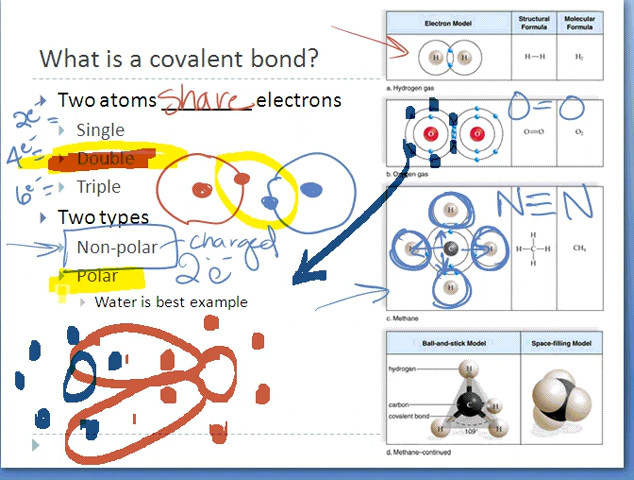 What is a covalent bond?
Two atoms share electrons
2e⁻ =
Single
4e⁻ =
Double
6e⁻ =
Triple
Two types
Non-polar - charged
2e⁻
Polar
Water is best example
Electron Model
Structural Formula
Molecular Formula
H H
H—H
H₂
a. Hydrogen gas
O = O
O O
O=O
O₂
b. Oxygen gas
N≡N
H
H C H
H
H
H—C—H
H
CH₄
c. Methane
Ball-and-stick Model
Space-filling Model
hydrogen
H
carbon
C
covalent bond
H
H
H
109°
d. Methane–continued